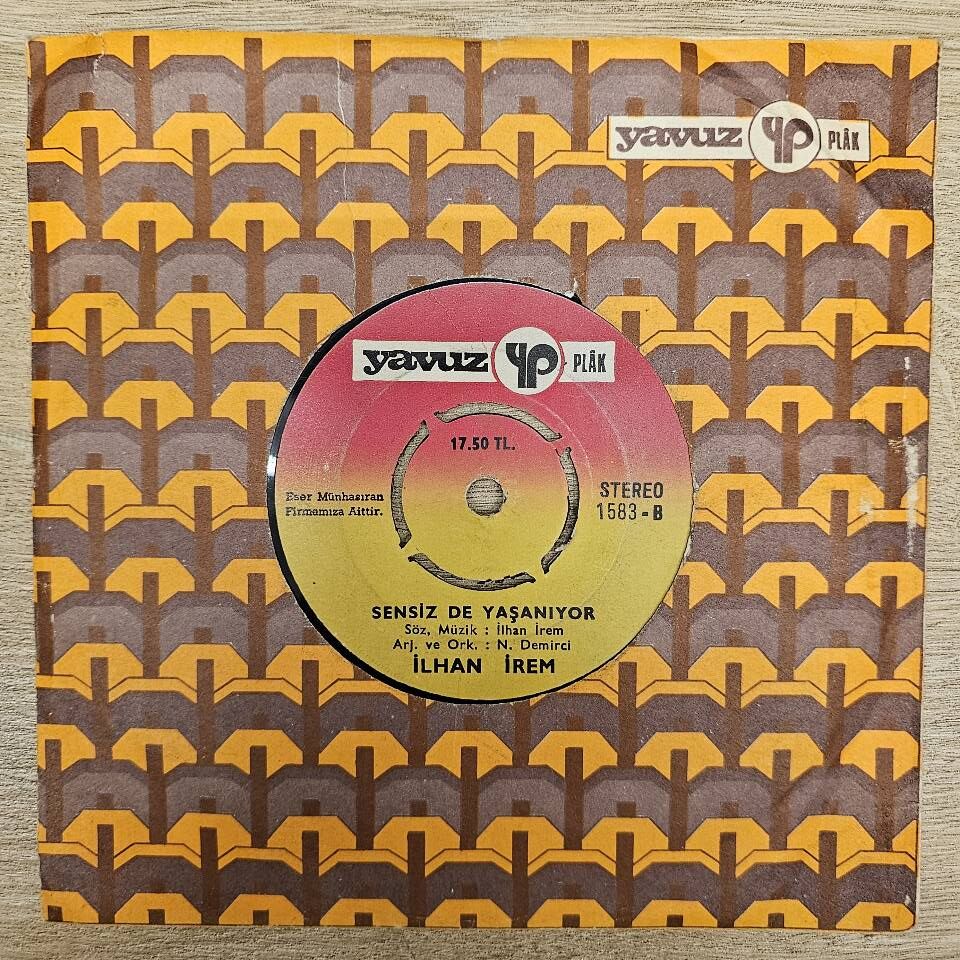 yavuz YP PLÂK
yavuz YP PLÂK
17.50 TL.
Eser Münhasıran
Firmamıza Aittir.
STEREO
1583-B
SENSİZ DE YAŞANIYOR
Söz, Müzik : İlhan İrem
Arj. ve Ork. : N. Demirci
İLHAN İREM